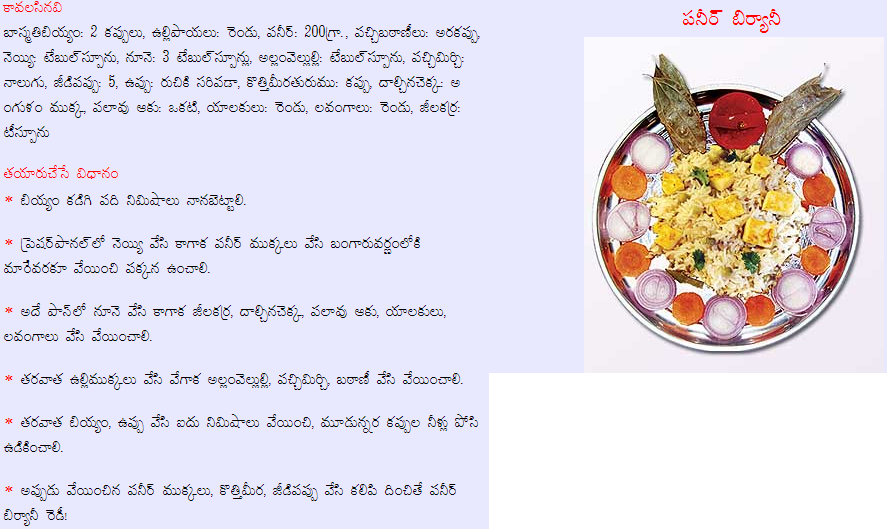 పనీర్ బిర్యానీ
కావలసినవి
బాస్మతిబియ్యం: 2 కప్పులు, ఉల్లిపాయలు: రెండు, పనీర్: 200గ్రా., పచ్చిబఠాణీలు: అరకప్పు,
నెయ్యి: టేబుల్‌స్పూను, నూనె: 3 టేబుల్‌స్పూన్లు, అల్లంవెల్లుల్లి: టేబుల్‌స్పూను, పచ్చిమిర్చి:
నాలుగు, జీడిపప్పు: 5, ఉప్పు: రుచికి సరిపడా, కొత్తిమీరతురుము: కప్పు, దాల్చినచెక్క: అ
ంగుళం ముక్క, పలావు ఆకు: ఒకటి, యాలకులు: రెండు, లవంగాలు: రెండు, జీలకర్ర:
టీస్పూను
తయారుచేసే విధానం
* బియ్యం కడిగి పది నిమిషాలు నానబెట్టాలి.
* ప్రెషర్‌పానల్‌లో నెయ్యి వేసి కాగాక పనీర్ ముక్కలు వేసి బంగారువర్ణంలోకి
మారేవరకూ వేయించి పక్కన ఉంచాలి.
* అదే పాన్‌లో నూనె వేసి కాగాక జీలకర్ర, దాల్చినచెక్క, పలావు ఆకు, యాలకులు,
లవంగాలు వేసి వేయించాలి.
* తరవాత ఉల్లిముక్కలు వేసి వేగాక అల్లంవెల్లుల్లి, పచ్చిమిర్చి, బఠాణీ వేసి వేయించాలి.
* తరవాత బియ్యం, ఉప్పు వేసి ఐదు నిమిషాలు వేయించి, మూడున్నర కప్పుల నీళ్లు పోసి
ఉడికించాలి.
* అప్పుడు వేయించిన పనీర్ ముక్కలు, కొత్తిమీర, జీడిపప్పు వేసి కలిపి దించితే పనీర్
బిర్యానీ రెడీ!